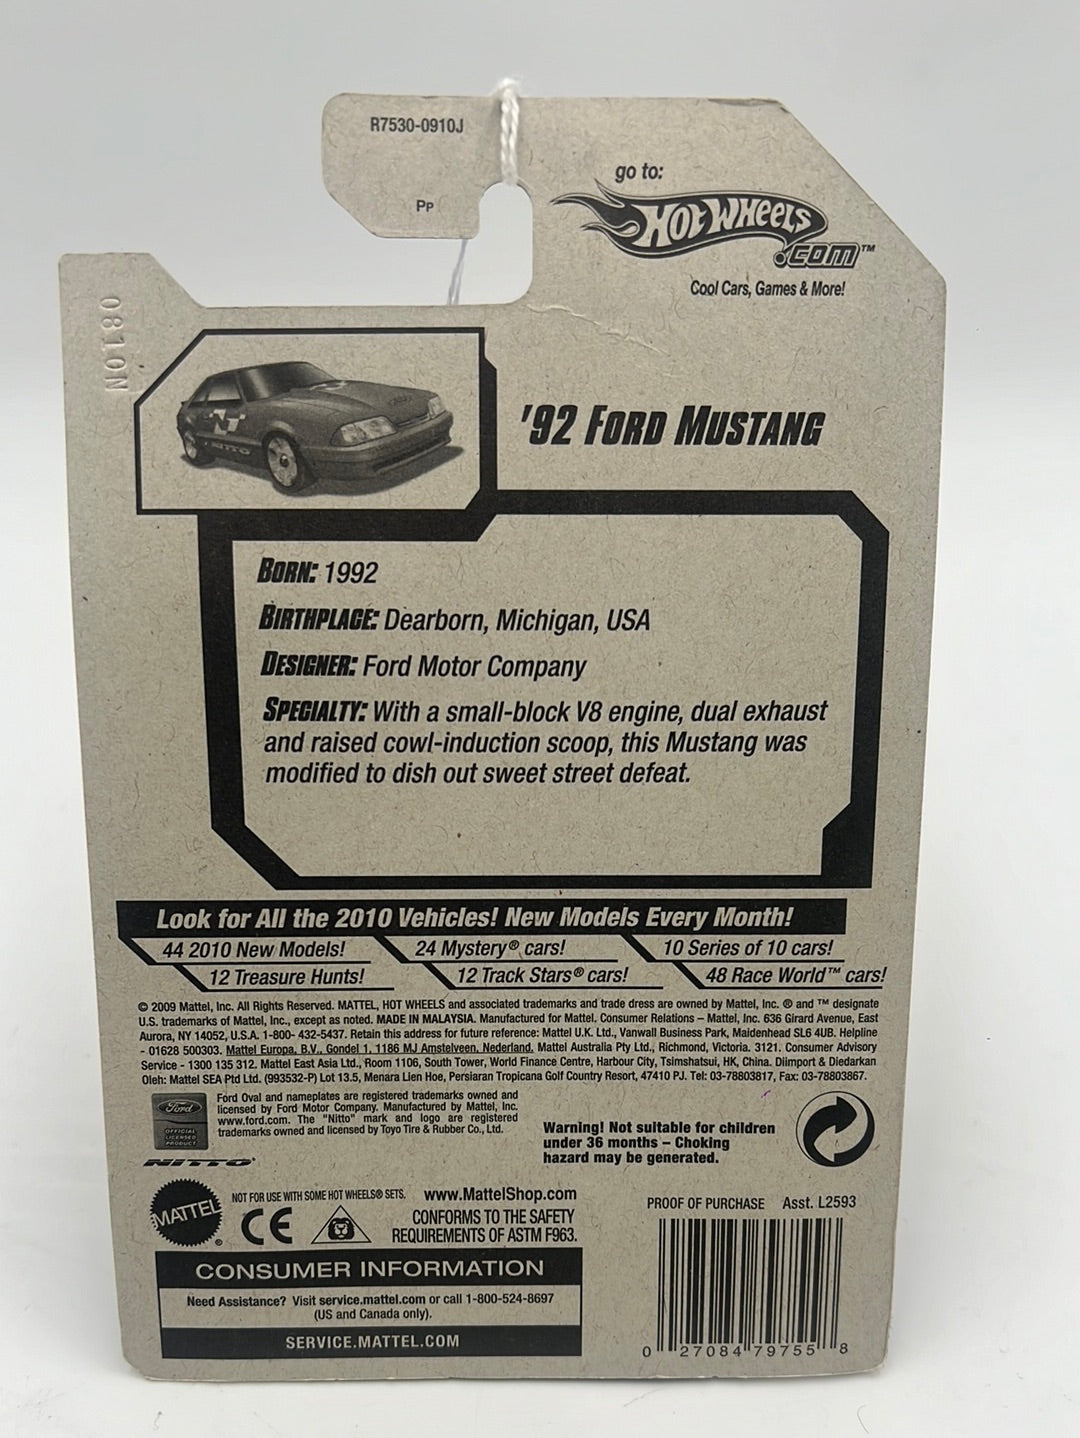 R7530-0910J
Pp
go to:
HOT WHEELS
.COM™
Cool Cars, Games & More!
0810N
NITTO
'92 FORD MUSTANG
BORN: 1992
BIRTHPLACE: Dearborn, Michigan, USA
DESIGNER: Ford Motor Company
SPECIALTY: With a small-block V8 engine, dual exhaust
and raised cowl-induction scoop, this Mustang was
modified to dish out sweet street defeat.
Look for All the 2010 Vehicles! New Models Every Month!
44 2010 New Models! 24 Mystery® cars! 10 Series of 10 cars!
12 Treasure Hunts! 12 Track Stars® cars! 48 Race World™ cars!
© 2009 Mattel, Inc. All Rights Reserved. MATTEL, HOT WHEELS and associated trademarks and trade dress are owned by Mattel, Inc. ® and ™ designate
U.S. trademarks of Mattel, Inc., except as noted. MADE IN MALAYSIA. Manufactured for Mattel. Consumer Relations – Mattel, Inc. 636 Girard Avenue, East
Aurora, NY 14052, U.S.A. 1-800- 432-5437. Retain this address for future reference: Mattel U.K. Ltd., Vanwall Business Park, Maidenhead SL6 4UB. Helpline
- 01628 500303. Mattel Europa, B.V., Gondel 1, 1186 MJ Amstelveen, Nederland. Mattel Australia Pty Ltd., Richmond, Victoria. 3121. Consumer Advisory
Service - 1300 135 312. Mattel East Asia Ltd., Room 1106, South Tower, World Finance Centre, Harbour City, Tsimshatsui, HK, China. Diimport & Diedarkan
Oleh: Mattel SEA Ptd Ltd. (993532-P) Lot 13.5, Menara Lien Hoe, Persiaran Tropicana Golf Country Resort, 47410 PJ. Tel: 03-78803817, Fax: 03-78803867.
Ford
OFFICIAL
LICENSED
PRODUCT
Ford Oval and nameplates are registered trademarks owned and
licensed by Ford Motor Company. Manufactured by Mattel, Inc.
www.ford.com. The "Nitto" mark and logo are registered
trademarks owned and licensed by Toyo Tire & Rubber Co., Ltd.
NITTO®
Warning! Not suitable for children
under 36 months – Choking
hazard may be generated.
MATTEL®
NOT FOR USE WITH SOME HOT WHEELS® SETS. www.MattelShop.com
CE
CONFORMS TO THE SAFETY
REQUIREMENTS OF ASTM F963.
PROOF OF PURCHASE Asst. L2593
CONSUMER INFORMATION
Need Assistance? Visit service.mattel.com or call 1-800-524-8697
(US and Canada only).
SERVICE.MATTEL.COM
0 27084 79755 8